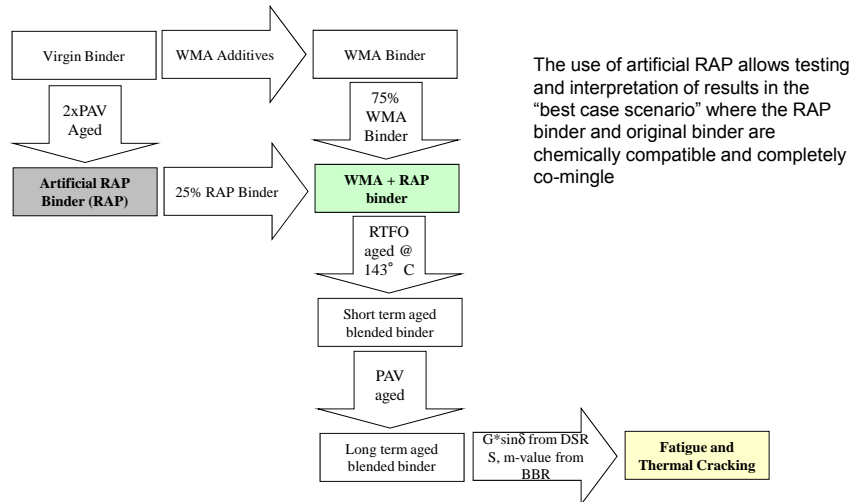 Virgin Binder
WMA Additives
WMA Binder
The use of artificial RAP allows testing
and interpretation of results in the
“best case scenario” where the RAP
binder and original binder are
chemically compatible and completely
co-mingle
2xPAV
Aged
75%
WMA
Binder
Artificial RAP
Binder (RAP)
25% RAP Binder
WMA + RAP
binder
RTFO
aged @
143° C
Short term aged
blended binder
PAV
aged
Long term aged
blended binder
G*sinδ from DSR
S, m-value from
BBR
Fatigue and
Thermal Cracking